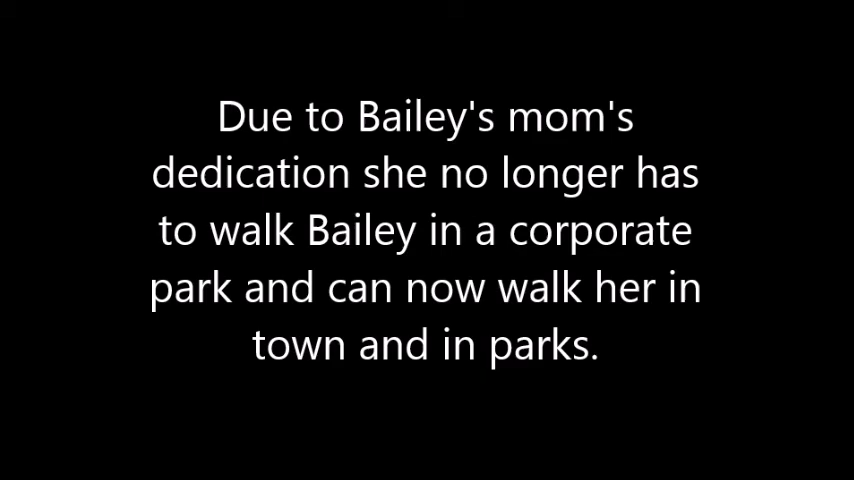 Due to Bailey's mom's
dedication she no longer has
to walk Bailey in a corporate
park and can now walk her in
town and in parks.